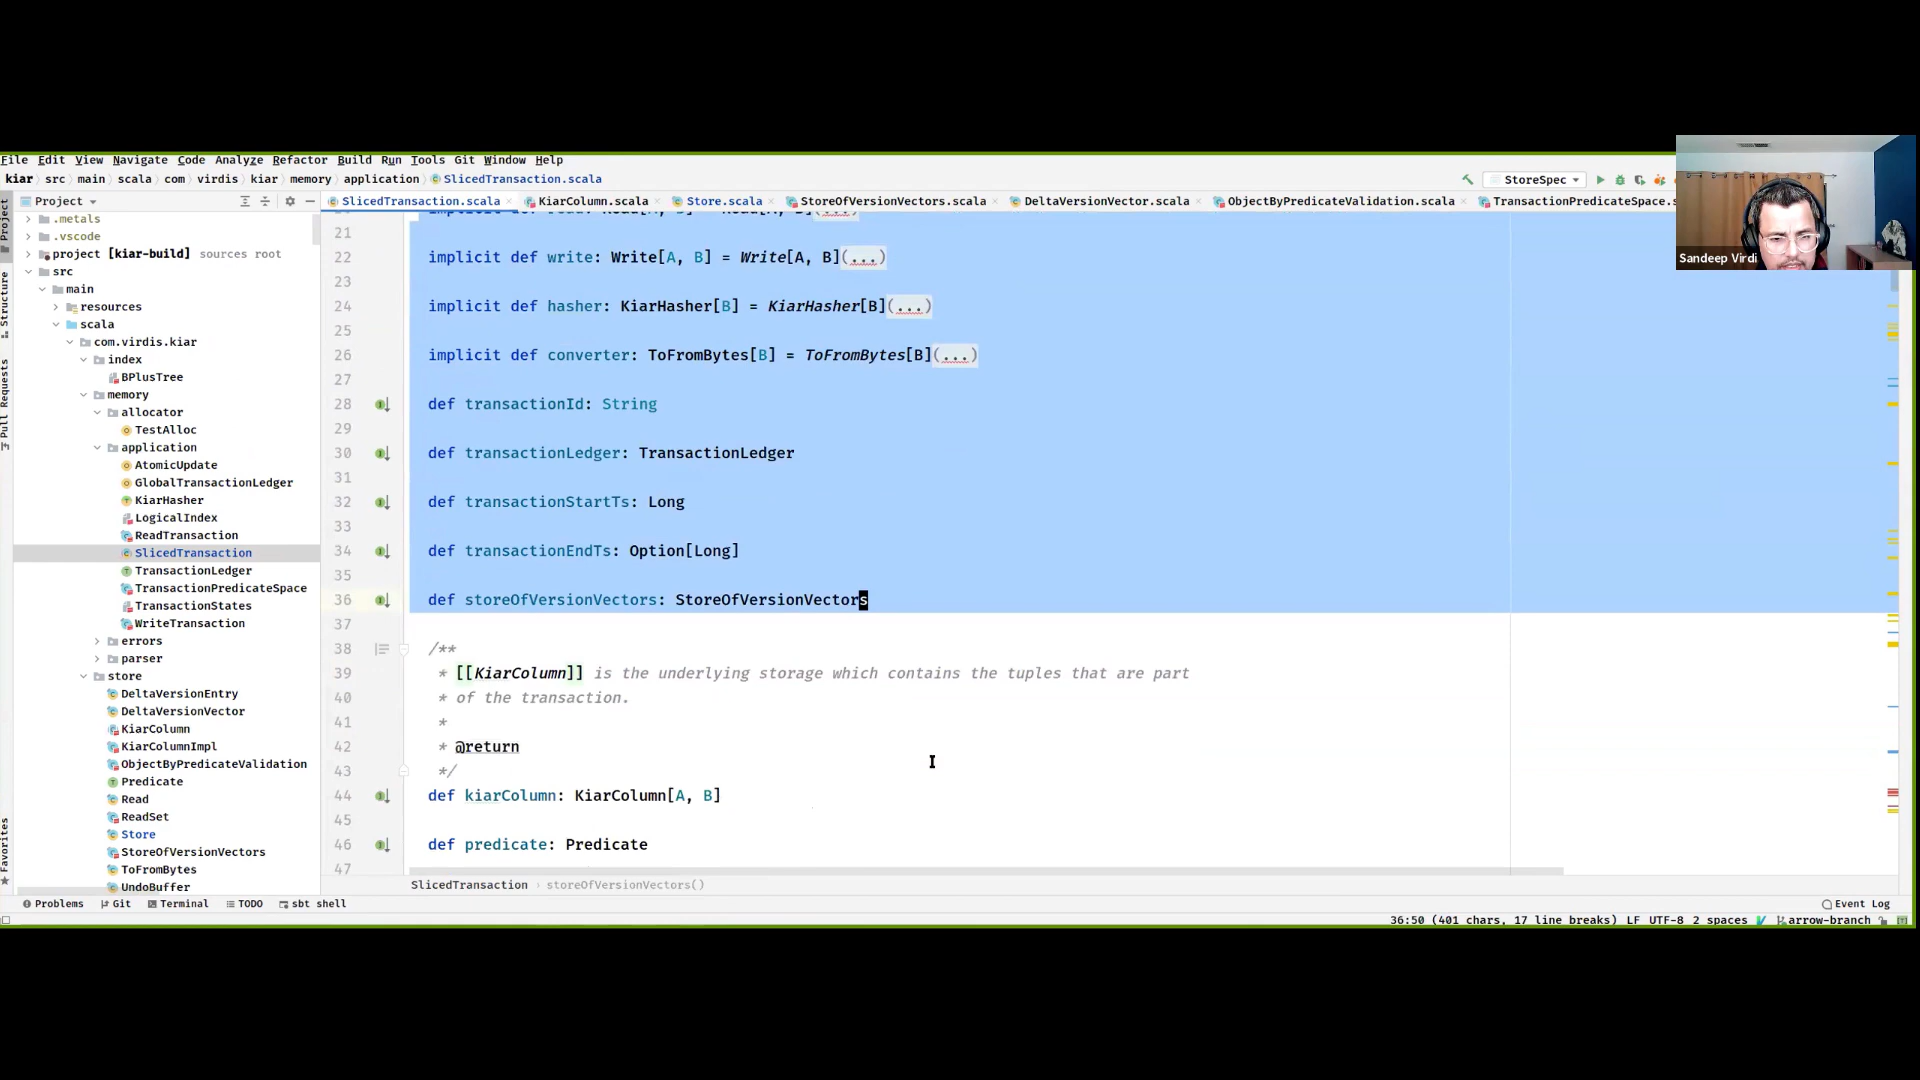 File Edit View Navigate Code Analyze Refactor Build Run Tools Git Window Help
kiar src main scala com virdis kiar memory application SlicedTransaction.scala
StoreSpec
Sandeep Virdi
Project
SlicedTransaction.scala KiarColumn.scala Store.scala StoreOfVersionVectors.scala DeltaVersionVector.scala ObjectByPredicateValidation.scala TransactionPredicateSpace.s
Project
Structure
Pull Requests
Favorites
.metals
.vscode
project [kiar-build] sources root
src
main
resources
scala
com.virdis.kiar
index
BPlusTree
memory
allocator
TestAlloc
application
AtomicUpdate
GlobalTransactionLedger
KiarHasher
LogicalIndex
ReadTransaction
SlicedTransaction
TransactionLedger
TransactionPredicateSpace
TransactionStates
WriteTransaction
errors
parser
store
DeltaVersionEntry
DeltaVersionVector
KiarColumn
KiarColumnImpl
ObjectByPredicateValidation
Predicate
Read
ReadSet
Store
StoreOfVersionVectors
ToFromBytes
UndoBuffer
21
22 implicit def write: Write[A, B] = Write[A, B](...)
23
24 implicit def hasher: KiarHasher[B] = KiarHasher[B](...)
25
26 implicit def converter: ToFromBytes[B] = ToFromBytes[B](...)
27
28 def transactionId: String
29
30 def transactionLedger: TransactionLedger
31
32 def transactionStartTs: Long
33
34 def transactionEndTs: Option[Long]
35
36 def storeOfVersionVectors: StoreOfVersionVectors
37
38 /**
39 * [[KiarColumn]] is the underlying storage which contains the tuples that are part
40 * of the transaction.
41 *
42 * @return
43 */
44 def kiarColumn: KiarColumn[A, B]
45
46 def predicate: Predicate
47
SlicedTransaction storeOfVersionVectors()
Problems Git Terminal TODO sbt shell Event Log
36:50 (401 chars, 17 line breaks) LF UTF-8 2 spaces arrow-branch